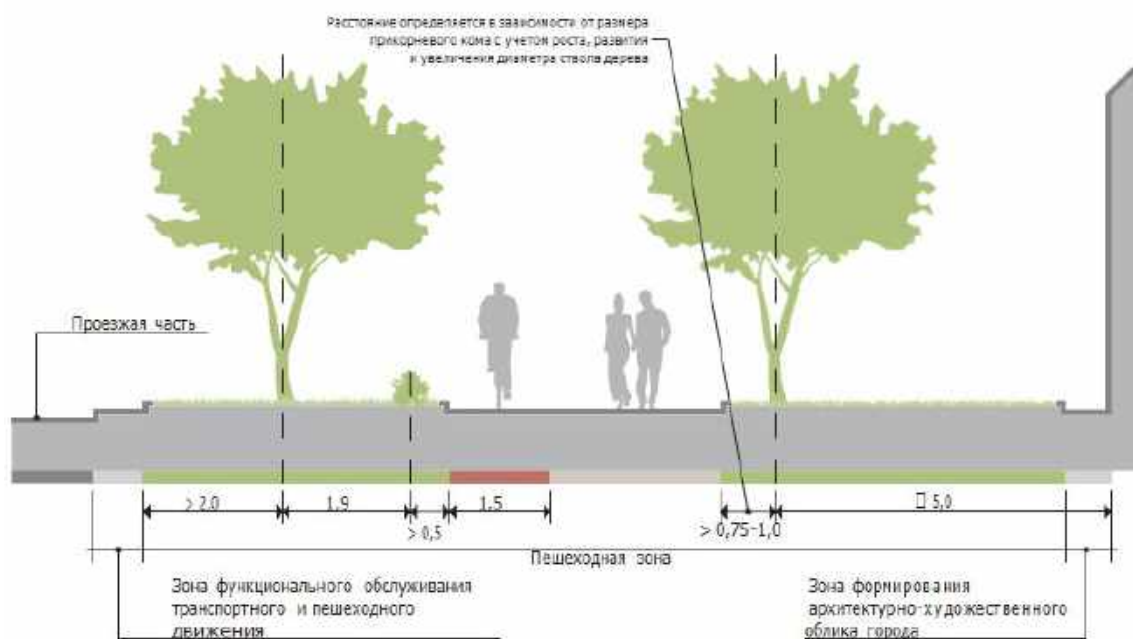 Расстояние определяется в зависимости от размера
прикорневого кома с учетом роста, развития
и увеличения диаметра ствола дерева
Проезжая часть
> 2.0
1,9
> 0,5
1,5
> 0,75-1,0
□ 5,0
Пешеходная зона
Зона функционального обслуживания
транспортного и пешеходного
движения
Зона формирования
архитектурно-художественного
облика города